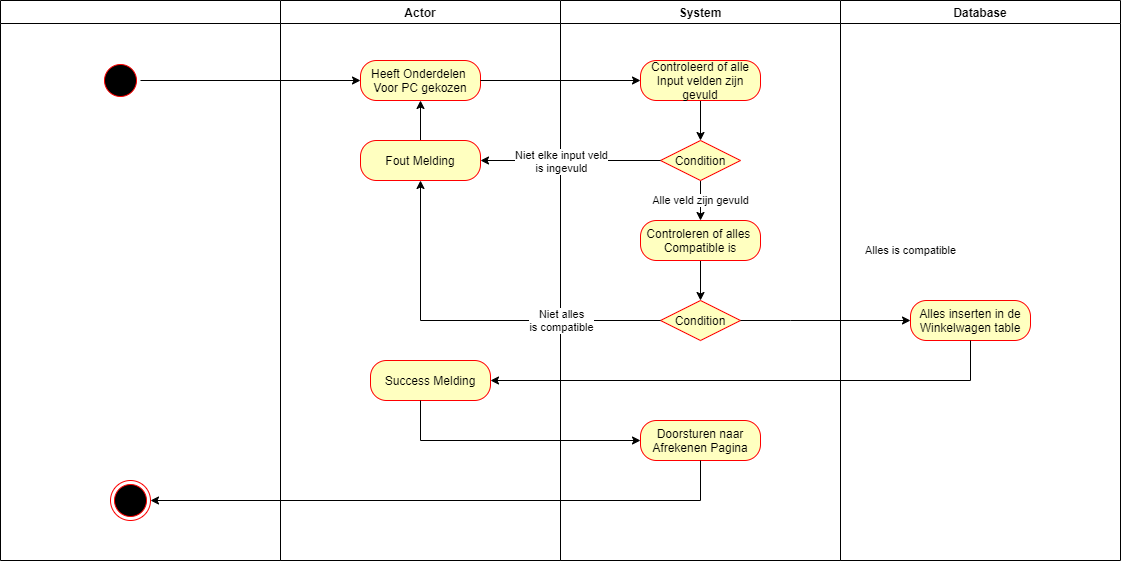 Actor
System
Database
Heeft Onderdelen
Voor PC gekozen
Controleerd of alle
Input velden zijn
gevuld
Fout Melding
Niet elke input veld
is ingevuld
Condition
Alle veld zijn gevuld
Controleren of alles
Compatible is
Alles is compatible
Niet alles
is compatible
Condition
Alles inserten in de
Winkelwagen table
Success Melding
Doorsturen naar
Afrekenen Pagina